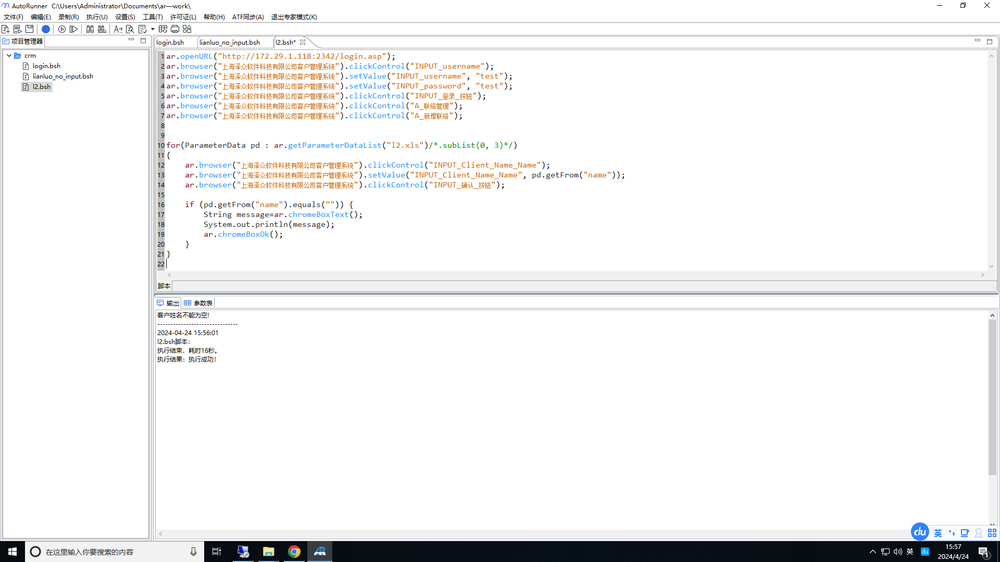 AutoRunner C:\Users\Administrator\Documents\ar—work\
文件(F) 编辑(E) 录制(R) 执行(U) 设置(S) 工具(T) 许可证(L) 帮助(H) ATF同步(A) 退出专家模式(K)
项目管理器
crm
login.bsh
lianluo_no_input.bsh
l2.bsh
login.bsh lianluo_no_input.bsh l2.bsh*
1 ar.openURL("http://172.29.1.118:2342/login.asp");
2 ar.browser("上海泽众软件科技有限公司客户管理系统").clickControl("INPUT_username");
3 ar.browser("上海泽众软件科技有限公司客户管理系统").setValue("INPUT_username", "test");
4 ar.browser("上海泽众软件科技有限公司客户管理系统").setValue("INPUT_password", "test");
5 ar.browser("上海泽众软件科技有限公司客户管理系统").clickControl("INPUT_登录_按钮");
6 ar.browser("上海泽众软件科技有限公司客户管理系统").clickControl("A_联络管理");
7 ar.browser("上海泽众软件科技有限公司客户管理系统").clickControl("A_新增联络");
8
9
10 for(ParameterData pd : ar.getParameterDataList("l2.xls")/*.subList(0, 3)*/)
11 {
12     ar.browser("上海泽众软件科技有限公司客户管理系统").clickControl("INPUT_Client_Name_Name");
13     ar.browser("上海泽众软件科技有限公司客户管理系统").setValue("INPUT_Client_Name_Name", pd.getFrom("name"));
14     ar.browser("上海泽众软件科技有限公司客户管理系统").clickControl("INPUT_确认_按钮");
15
16     if (pd.getFrom("name").equals("")) {
17         String message=ar.chromeBoxText();
18         System.out.println(message);
19         ar.chromeBoxOk();
20     }
21 }
22
脚本
输出 参数表
客户姓名不能为空!
-------------------------------
2024-04-24 15:56:01
l2.bsh脚本:
执行结束，耗时16秒。
执行结果：执行成功！
du 英
在这里输入你要搜索的内容
AR
英 du
15:57
2024/4/24
1